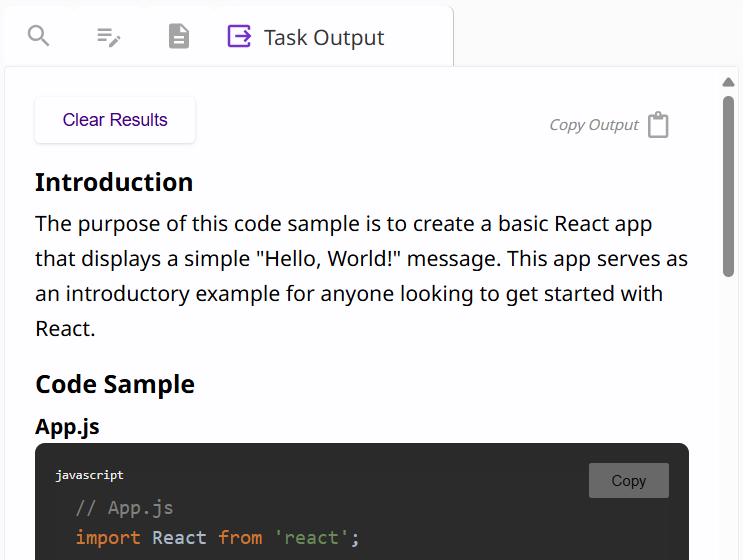 Task Output
Clear Results
Copy Output
Introduction
The purpose of this code sample is to create a basic React app
that displays a simple "Hello, World!" message. This app serves as
an introductory example for anyone looking to get started with
React.
Code Sample
App.js
javascript
Copy
// App.js
import React from 'react';